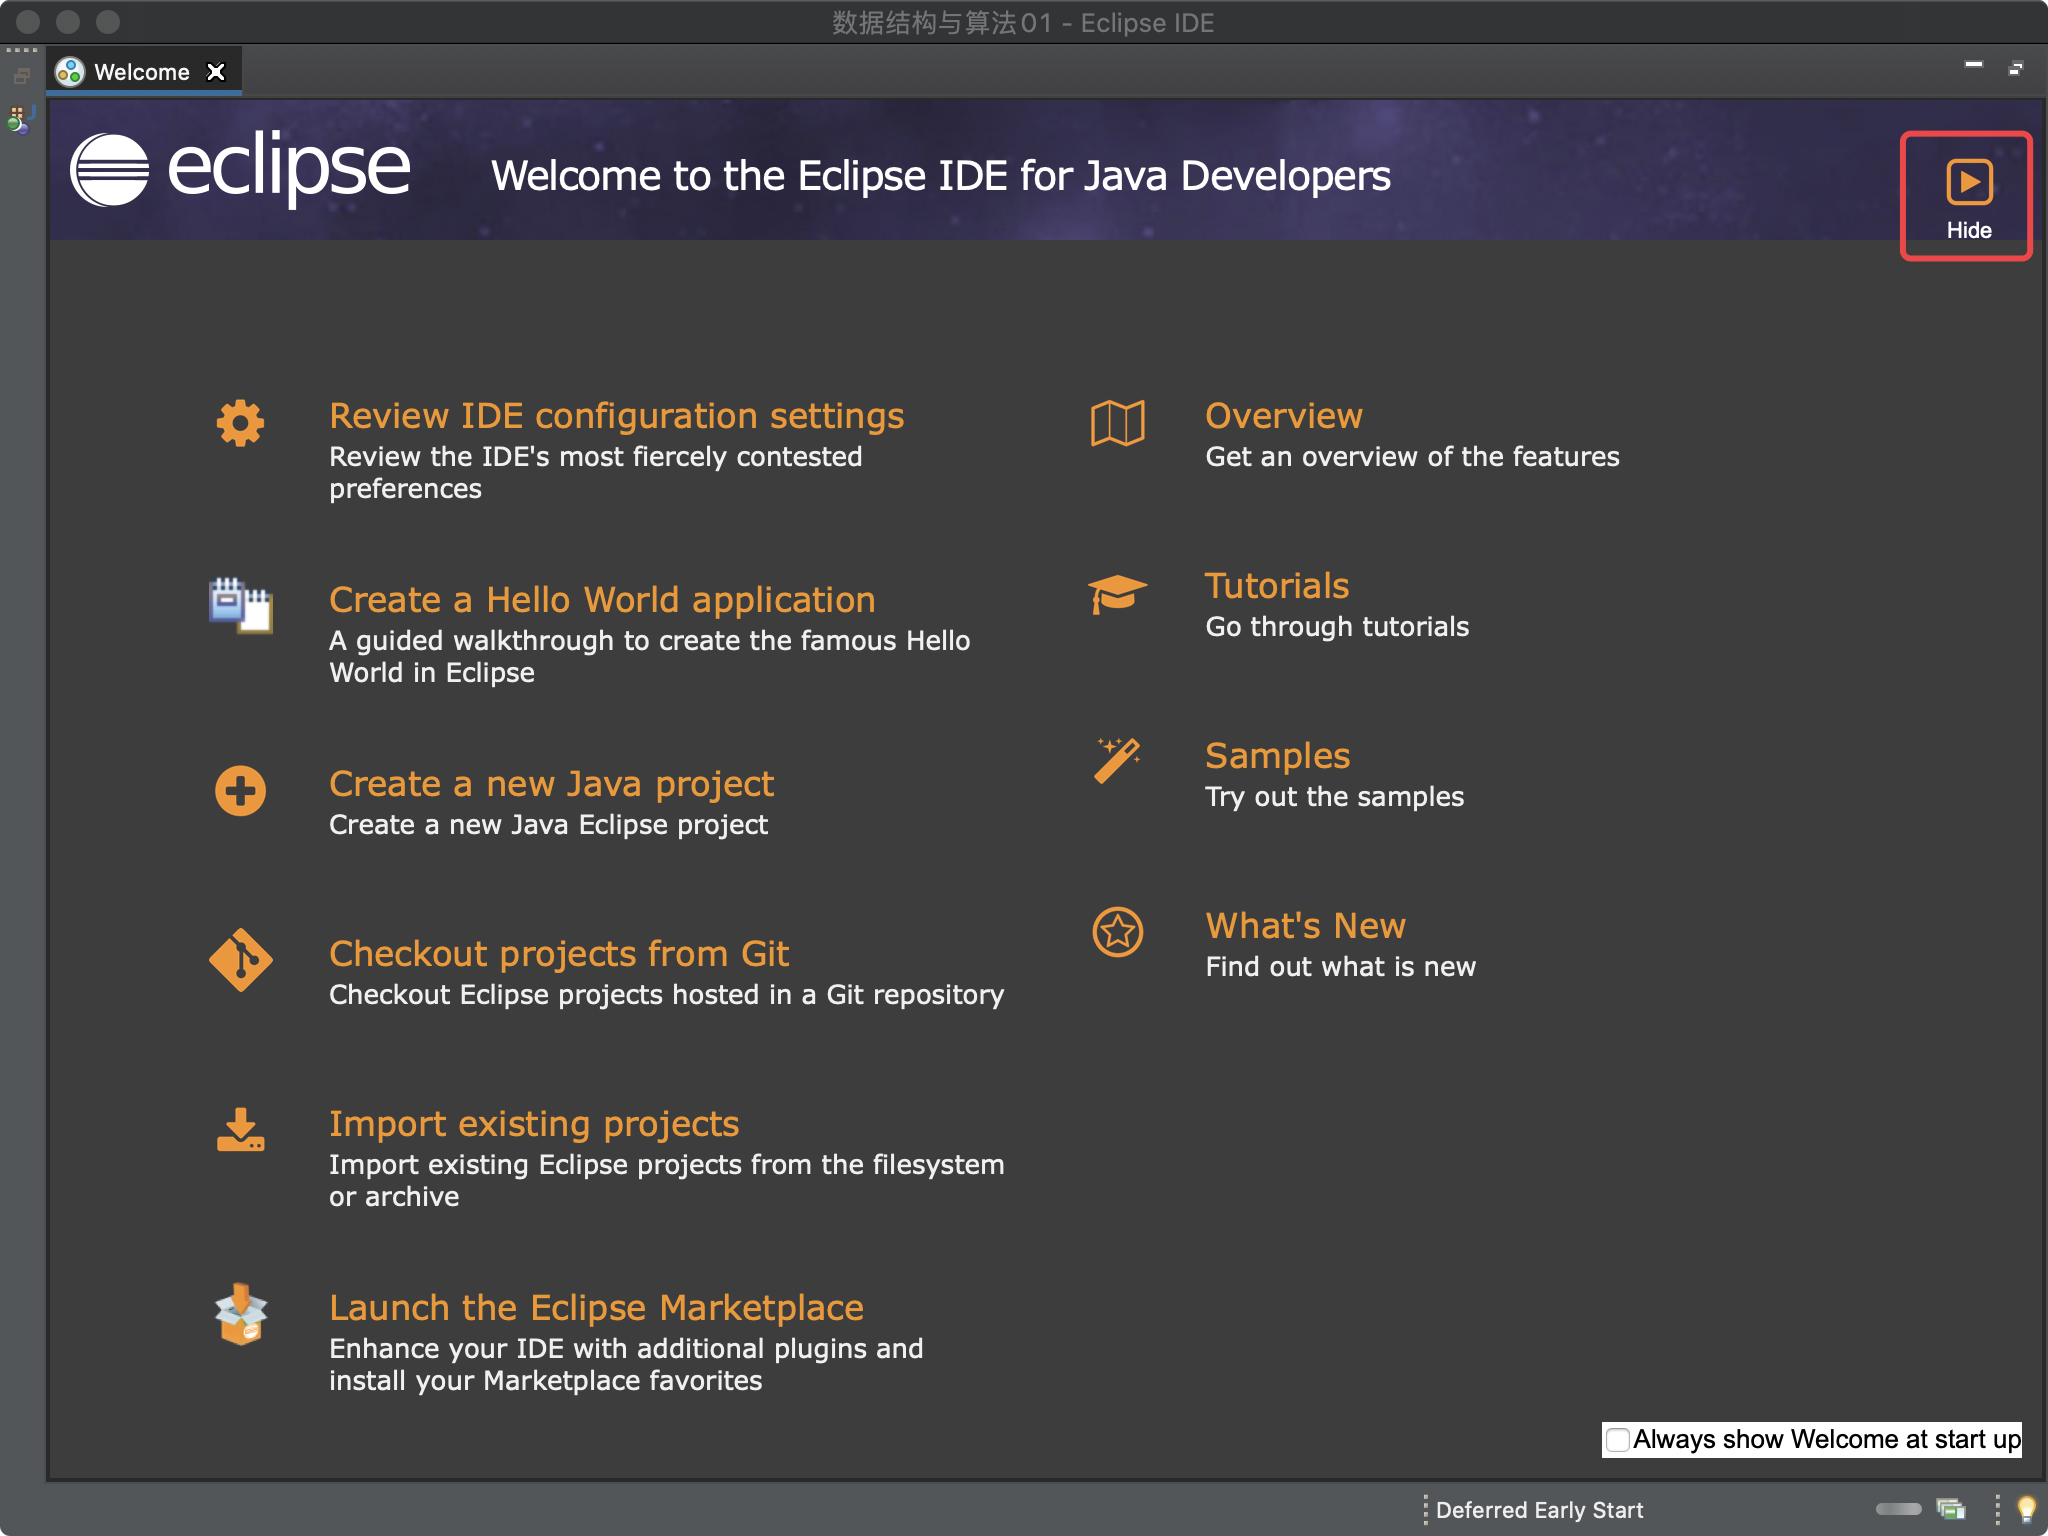 数据结构与算法01 - Eclipse IDE
Welcome
eclipse
Welcome to the Eclipse IDE for Java Developers
Hide
Review IDE configuration settings
Review the IDE's most fiercely contested
preferences
Create a Hello World application
A guided walkthrough to create the famous Hello
World in Eclipse
Create a new Java project
Create a new Java Eclipse project
Checkout projects from Git
Checkout Eclipse projects hosted in a Git repository
Import existing projects
Import existing Eclipse projects from the filesystem
or archive
Launch the Eclipse Marketplace
Enhance your IDE with additional plugins and
install your Marketplace favorites
Overview
Get an overview of the features
Tutorials
Go through tutorials
Samples
Try out the samples
What's New
Find out what is new
Always show Welcome at start up
Deferred Early Start